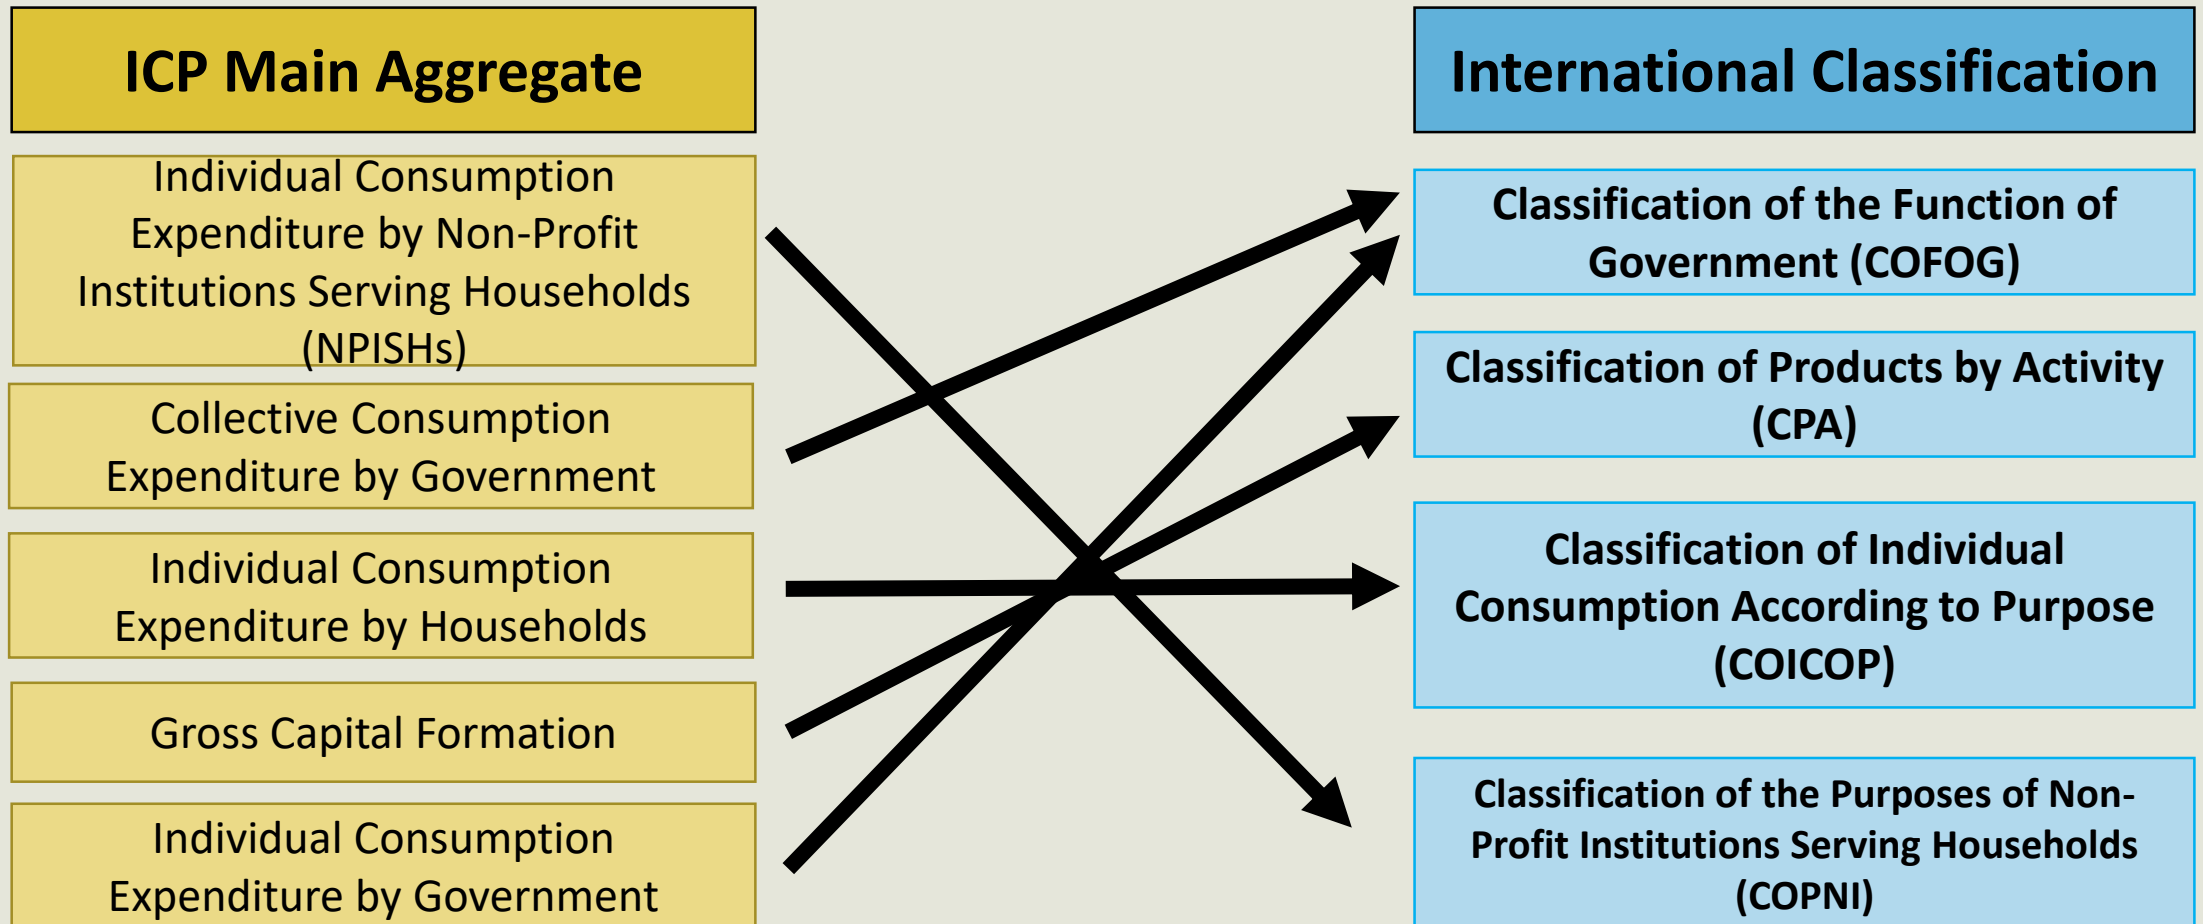 ICP Main Aggregate
Individual Consumption
Expenditure by Non-Profit
Institutions Serving Households
(NPISHs)
Collective Consumption
Expenditure by Government
Individual Consumption
Expenditure by Households
Gross Capital Formation
Individual Consumption
Expenditure by Government
International Classification
Classification of the Function of
Government (COFOG)
Classification of Products by Activity
(CPA)
Classification of Individual
Consumption According to Purpose
(COICOP)
Classification of the Purposes of Non-
Profit Institutions Serving Households
(COPNI)